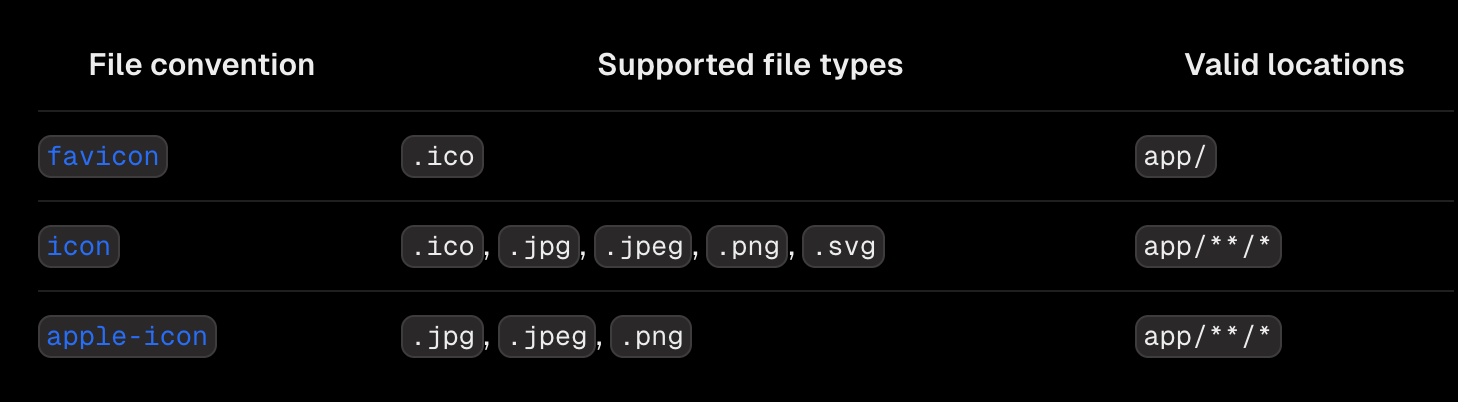 File convention Supported file types Valid locations
favicon .ico app/
icon .ico, .jpg, .jpeg, .png, .svg app/**/*
apple-icon .jpg, .jpeg, .png app/**/*